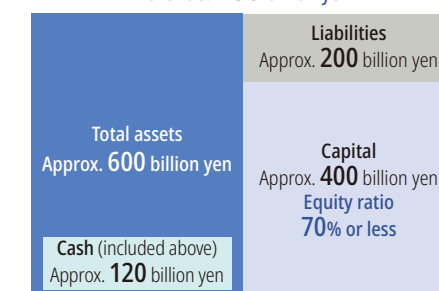 Total assets
Approx. 600 billion yen
Cash (included above)
Approx. 120 billion yen
Liabilities
Approx. 200 billion yen
Capital
Approx. 400 billion yen
Equity ratio
70% or less